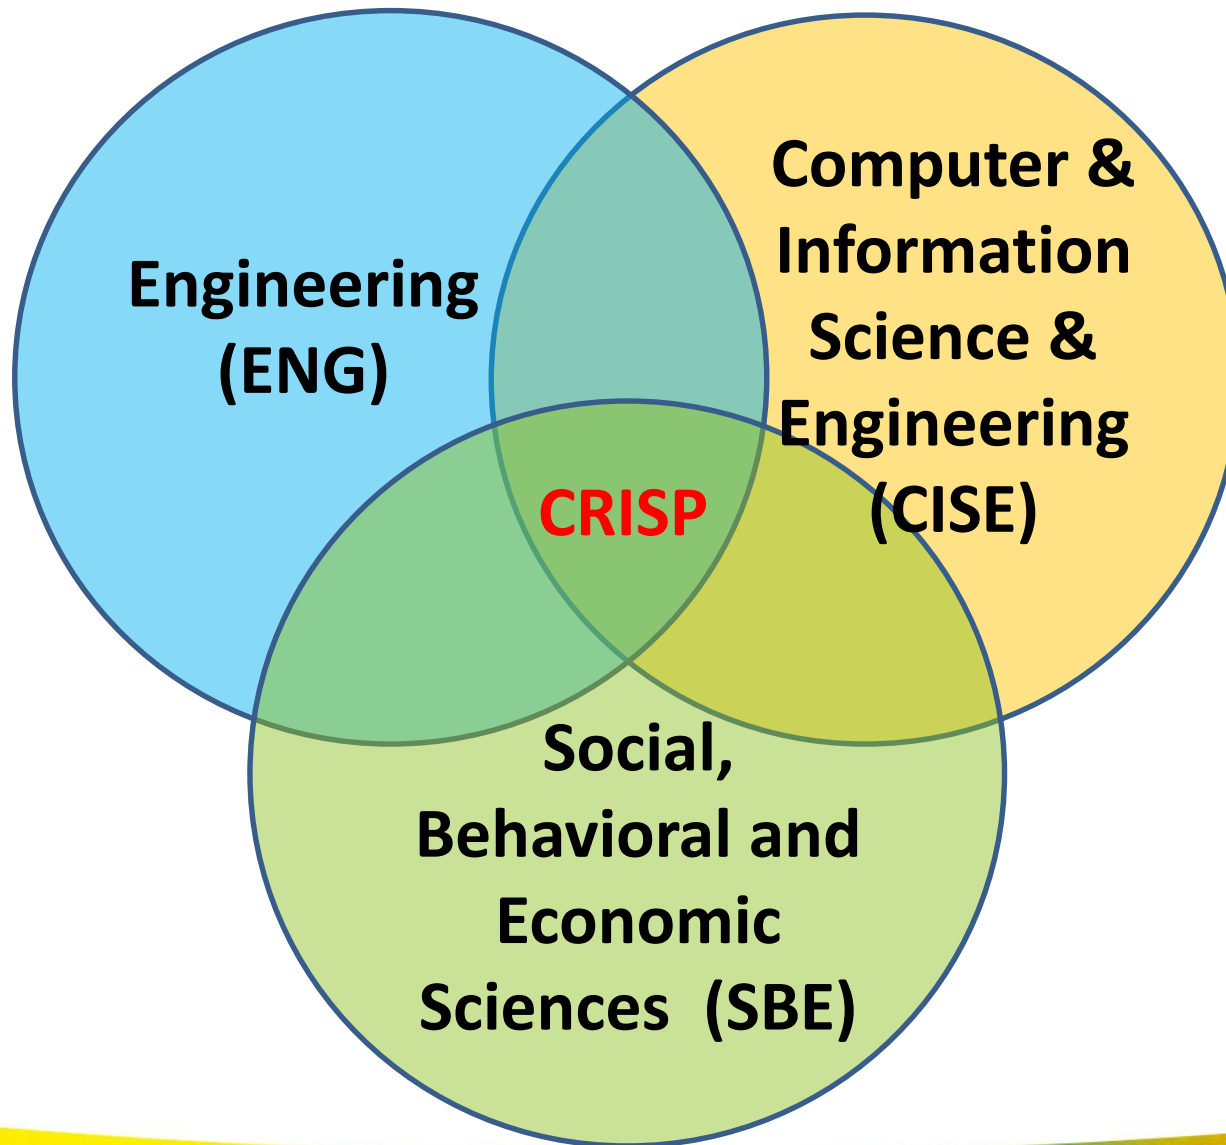 Engineering
(ENG)
Computer &
Information
Science &
Engineering
(CISE)
CRISP
Social,
Behavioral and
Economic
Sciences (SBE)